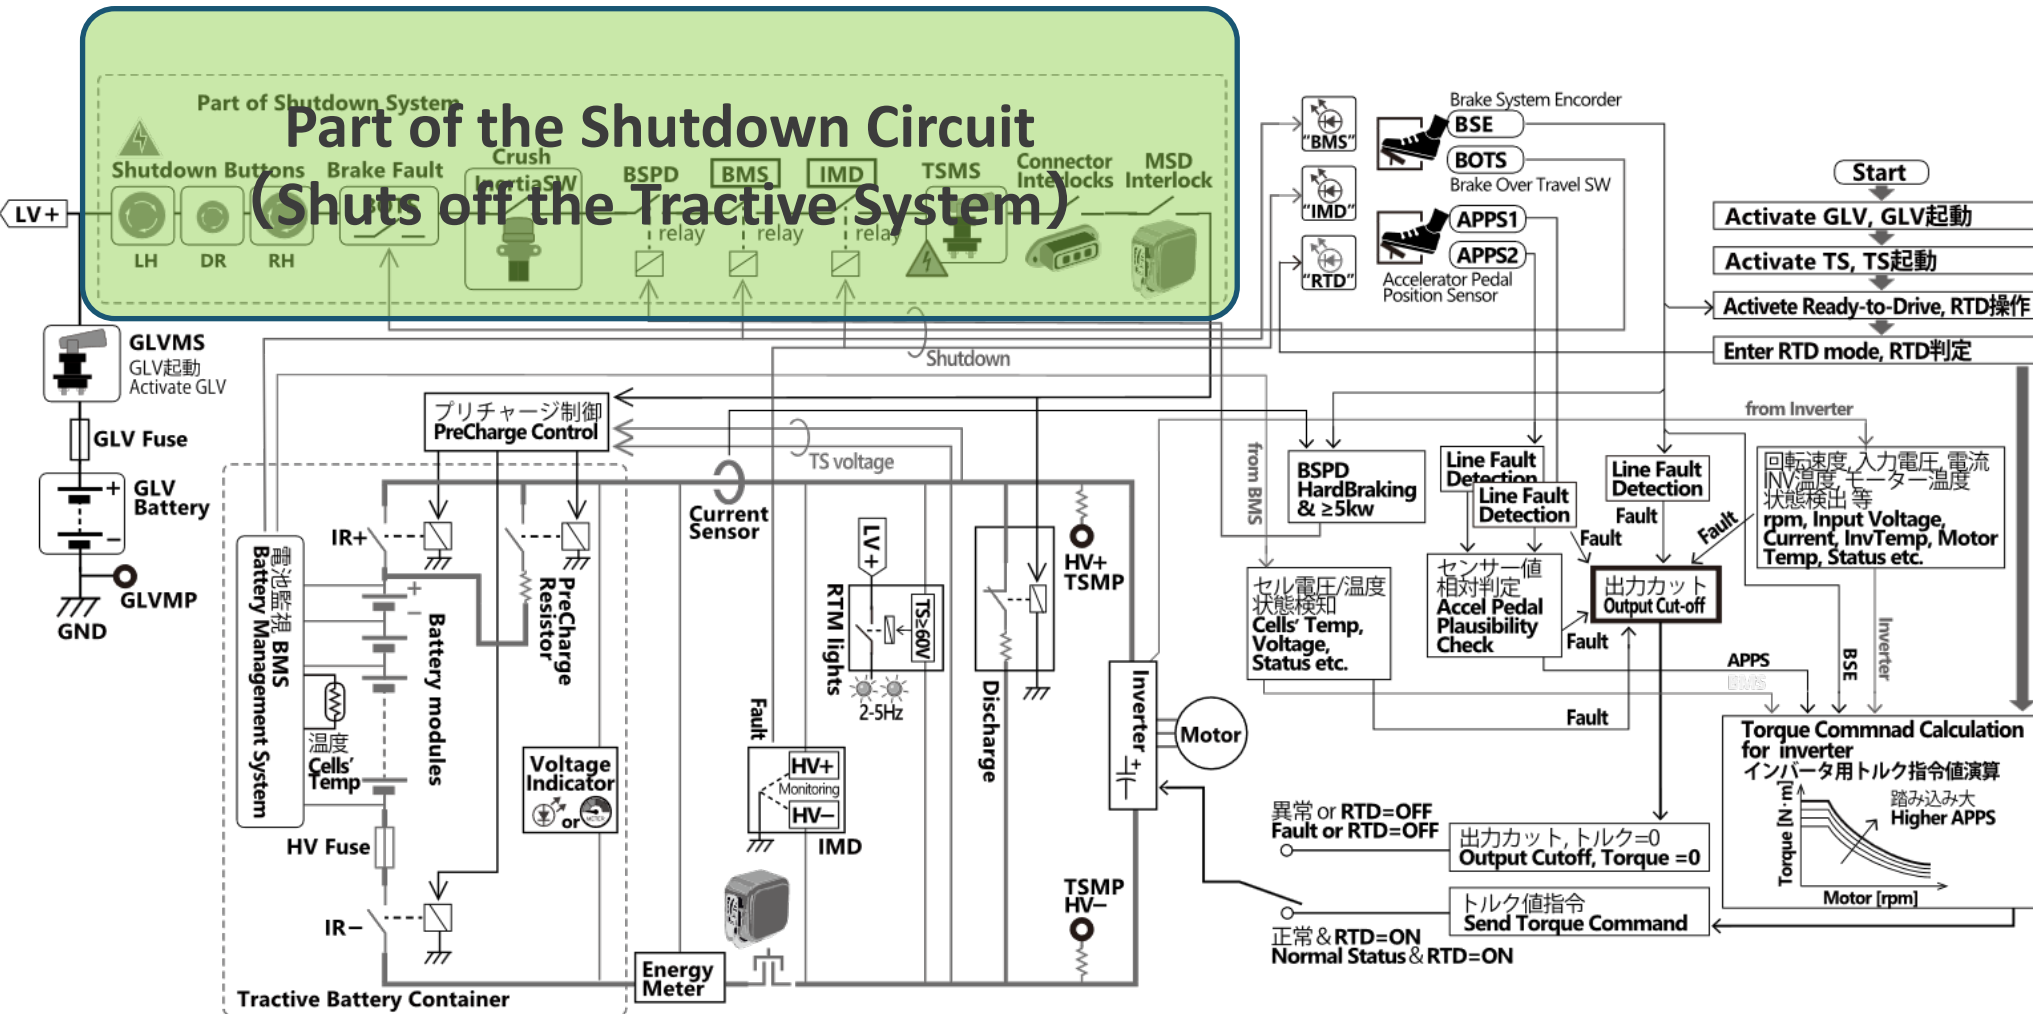 Part of Shutdown System
Part of the Shutdown Circuit
(Shuts off the Tractive System)
Shutdown Buttons
Brake Fault
Crush
InertiaSW
BSPD
BMS
IMD
TSMS
Connector
Interlocks
MSD
Interlock
LV+
LH
DR
RH
relay
relay
relay
"BMS"
"IMD"
"RTD"
Brake System Encorder
BSE
BOTS
Brake Over Travel SW
APPS1
APPS2
Accelerator Pedal
Position Sensor
Start
Activate GLV, GLV起動
Activate TS, TS起動
Activete Ready-to-Drive, RTD操作
Enter RTD mode, RTD判定
GLVMS
GLV起動
Activate GLV
GLV Fuse
GLV
Battery
+
−
GLVMP
GND
Shutdown
プリチャージ制御
PreCharge Control
TS voltage
Current
Sensor
IR+
PreCharge
Resistor
電池監視 BMS
Battery Management System
+
−
Battery modules
温度
Cells'
Temp
HV Fuse
IR−
Voltage
Indicator
or
METER
Tractive Battery Container
Energy
Meter
Fault
HV+
Monitoring
HV−
IMD
LV+
RTM lights
TS≥60V
2-5Hz
Discharge
HV+
TSMP
TSMP
HV−
Inverter
+
Motor
from BMS
BSPD
HardBraking
& ≥5kw
セル電圧/温度
状態検知
Cells' Temp,
Voltage,
Status etc.
Line Fault
Detection
Line Fault
Detection
Line Fault
Detection
from Inverter
回転速度,入力電圧,電流
INV温度,モーター温度
状態検出 等
rpm, Input Voltage,
Current, InvTemp, Motor
Temp, Status etc.
Fault
Fault
Fault
センサー値
相対判定
Accel Pedal
Plausibility
Check
出力カット
Output Cut-off
Fault
Fault
APPS
BMS
BSE
Inverter
Torque Commnad Calculation
for inverter
インバータ用トルク指令値演算
踏み込み大
Higher APPS
Torque [N·m]
Motor [rpm]
異常 or RTD=OFF
Fault or RTD=OFF
出力カット,トルク=0
Output Cutoff, Torque =0
トルク値指令
Send Torque Command
正常&RTD=ON
Normal Status&RTD=ON